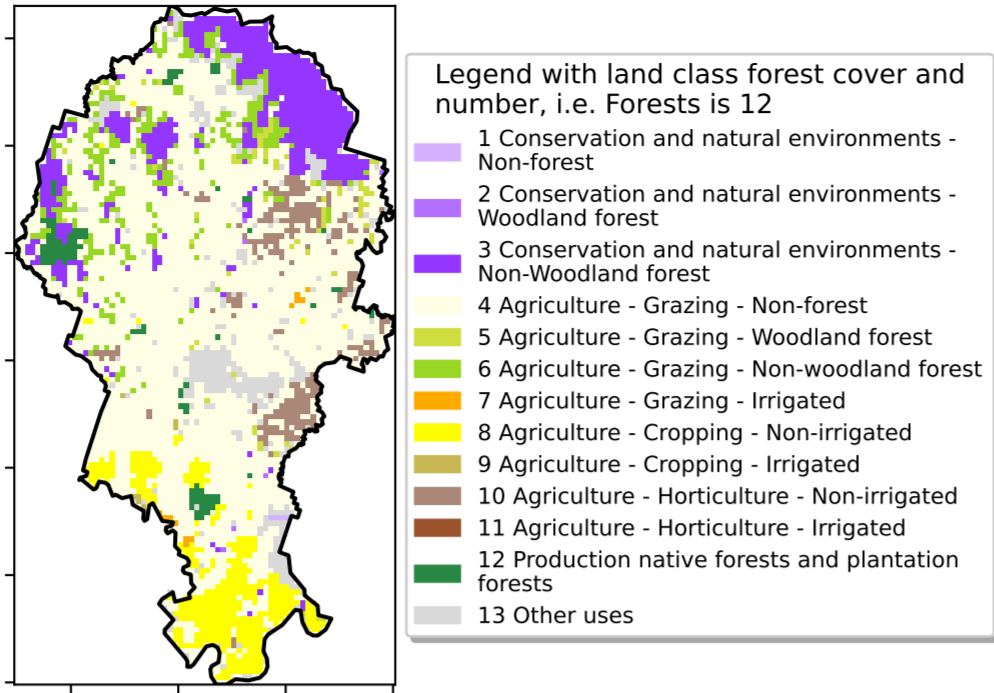 Legend with land class forest cover and
number, i.e. Forests is 12
1 Conservation and natural environments -
Non-forest
2 Conservation and natural environments -
Woodland forest
3 Conservation and natural environments -
Non-Woodland forest
4 Agriculture - Grazing - Non-forest
5 Agriculture - Grazing - Woodland forest
6 Agriculture - Grazing - Non-woodland forest
7 Agriculture - Grazing - Irrigated
8 Agriculture - Cropping - Non-irrigated
9 Agriculture - Cropping - Irrigated
10 Agriculture - Horticulture - Non-irrigated
11 Agriculture - Horticulture - Irrigated
12 Production native forests and plantation
forests
13 Other uses